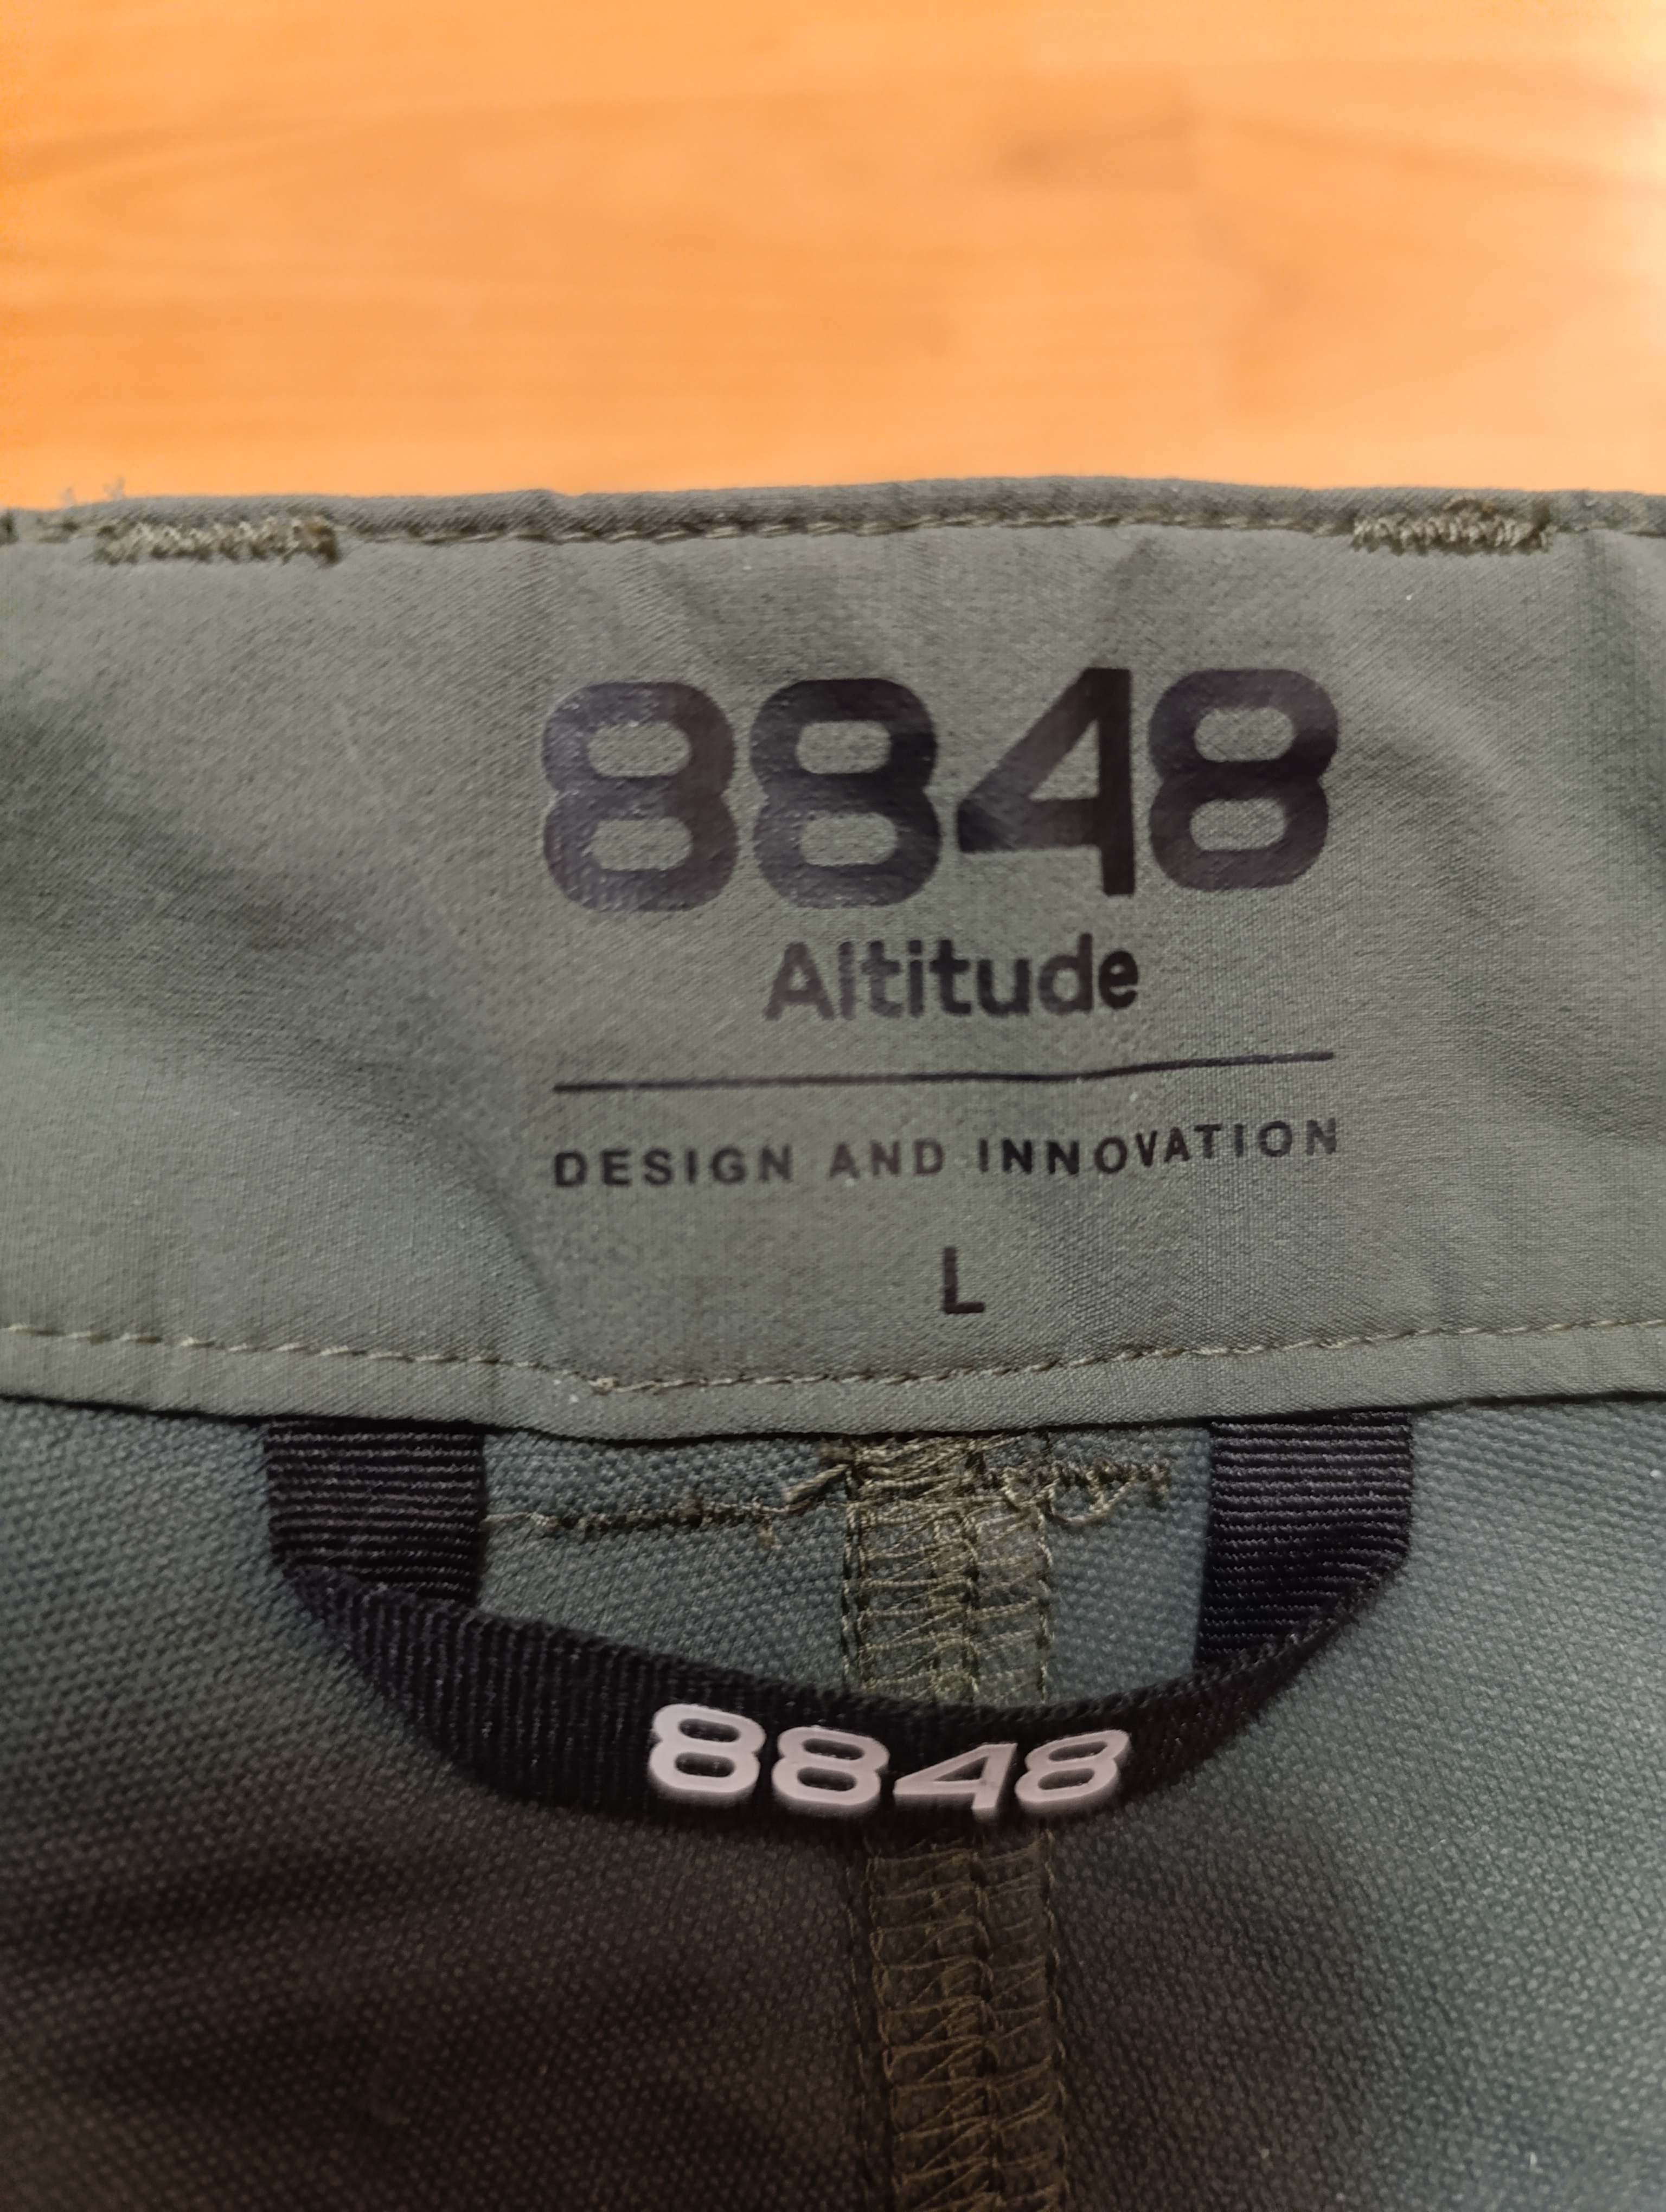 8848
Altitude
DESIGN AND INNOVATION
L
8848